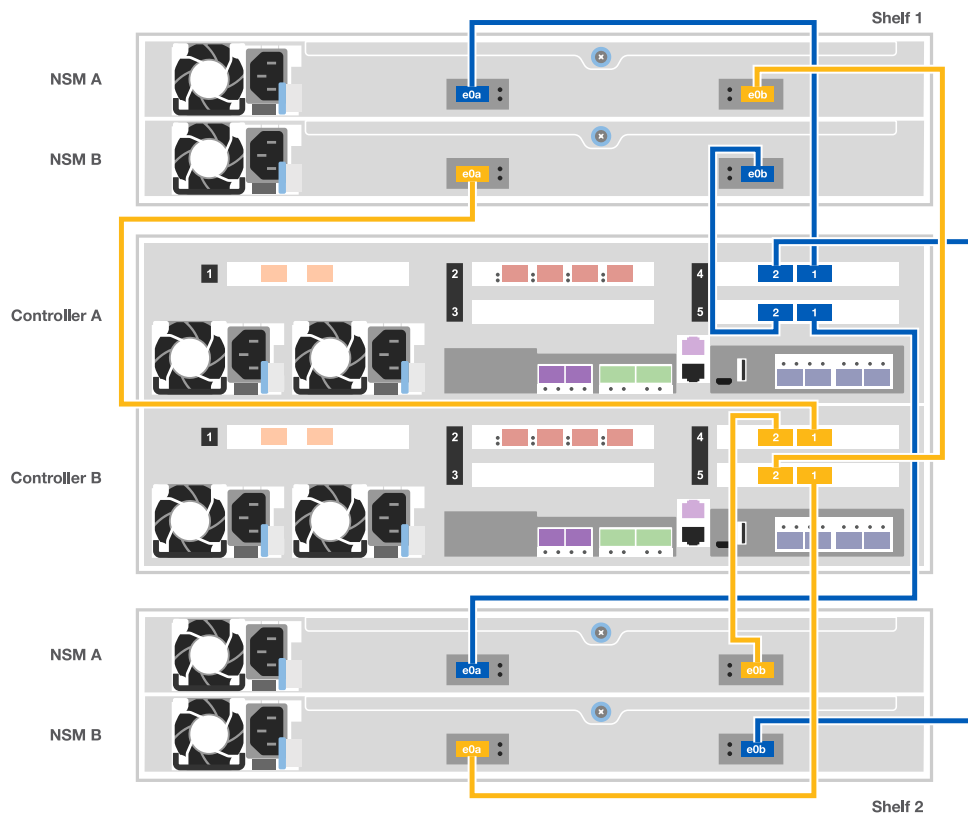 Shelf 1
NSM A
e0a
e0b
NSM B
e0a
e0b
1
2
4
2
1
3
5
2
1
Controller A
1
2
4
2
1
3
5
2
1
Controller B
NSM A
e0a
e0b
NSM B
e0a
e0b
Shelf 2